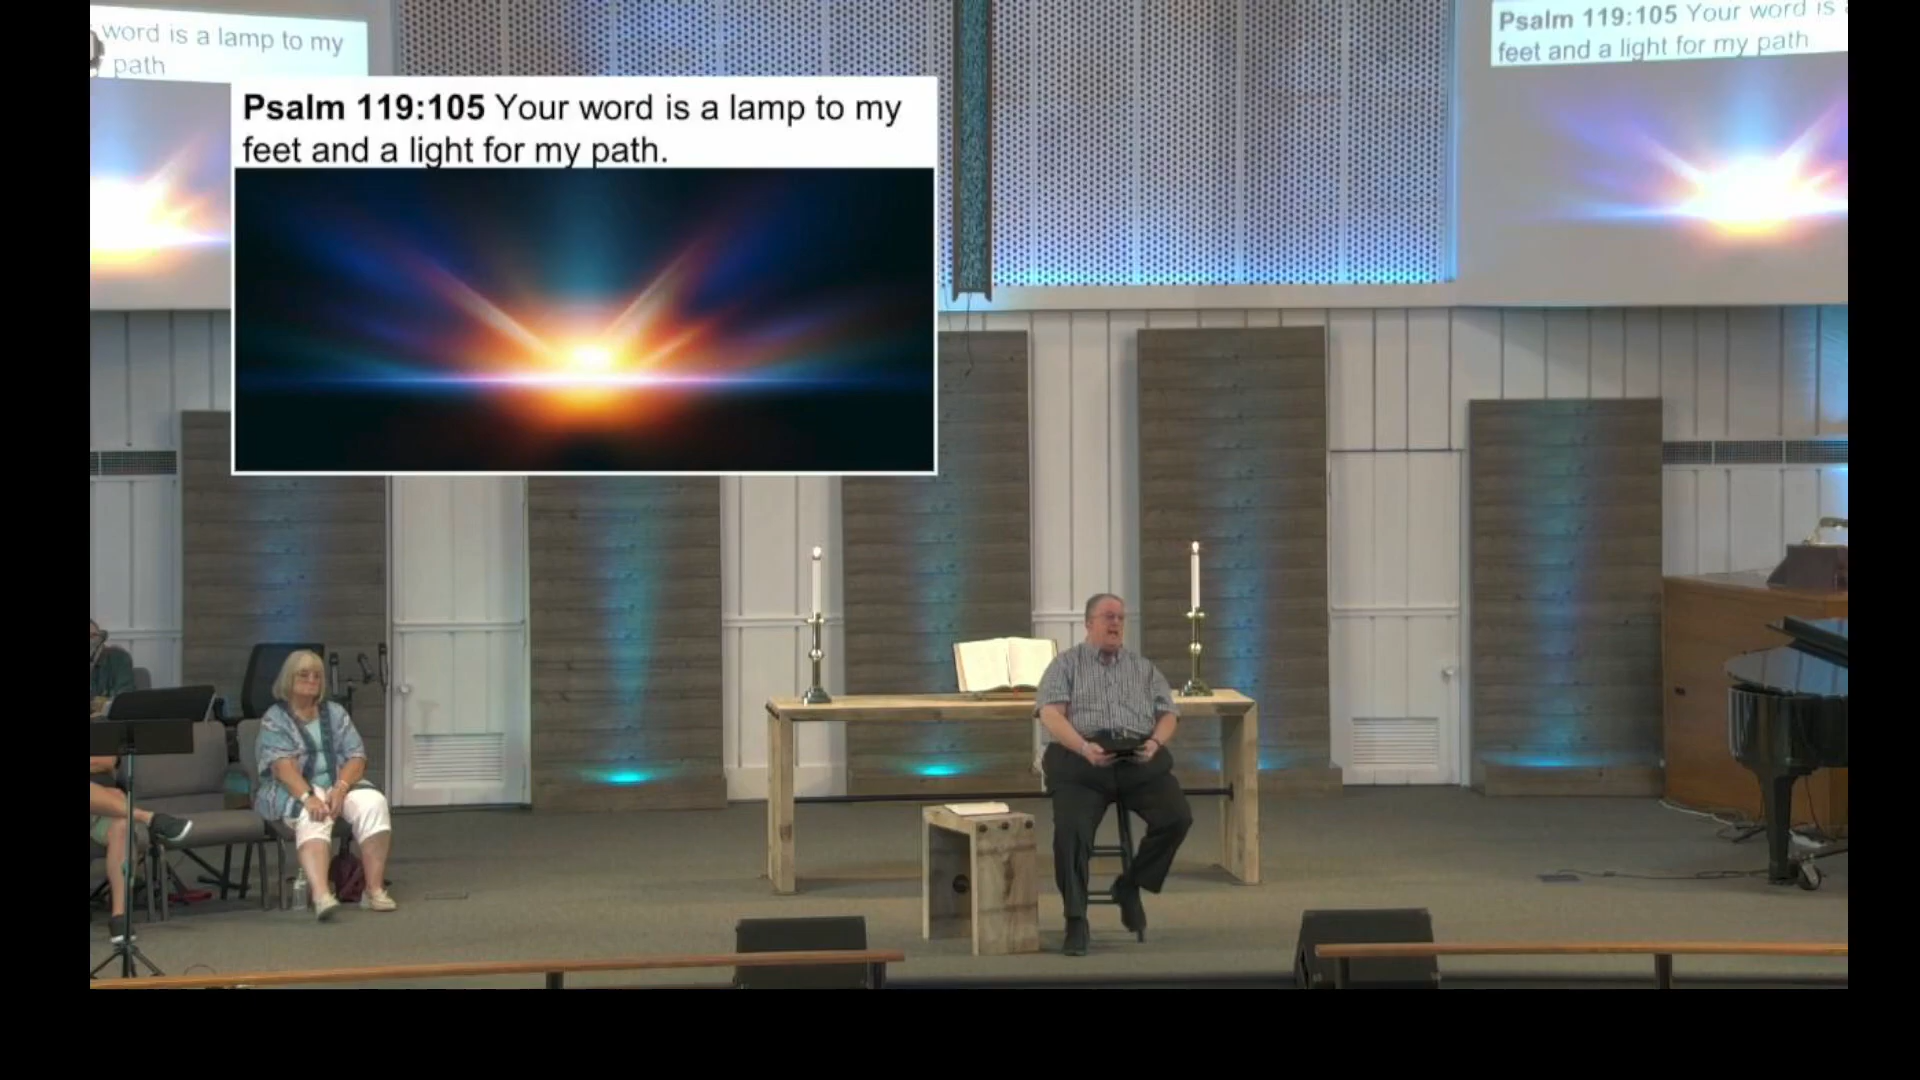 word is a lamp to my
path
Psalm 119:105 Your word is
feet and a light for my path
Psalm 119:105 Your word is a lamp to my
feet and a light for my path.